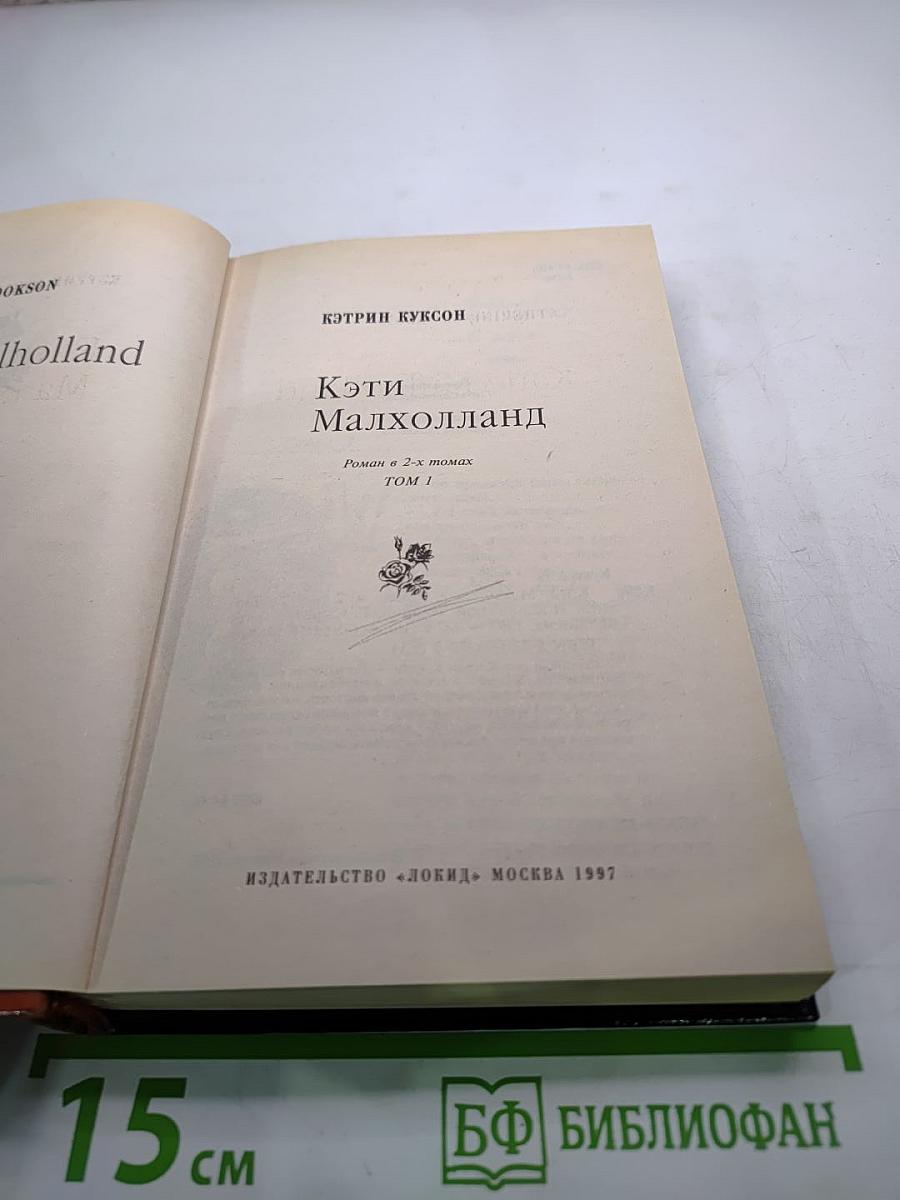 OOKSON
lholland
КЭТРИН КУКСОН
Кэти
Малхолланд
Роман в 2-х томах
ТОМ 1
ИЗДАТЕЛЬСТВО «ЛОКИД» МОСКВА 1997
15 см
БФ БИБЛИОФАН